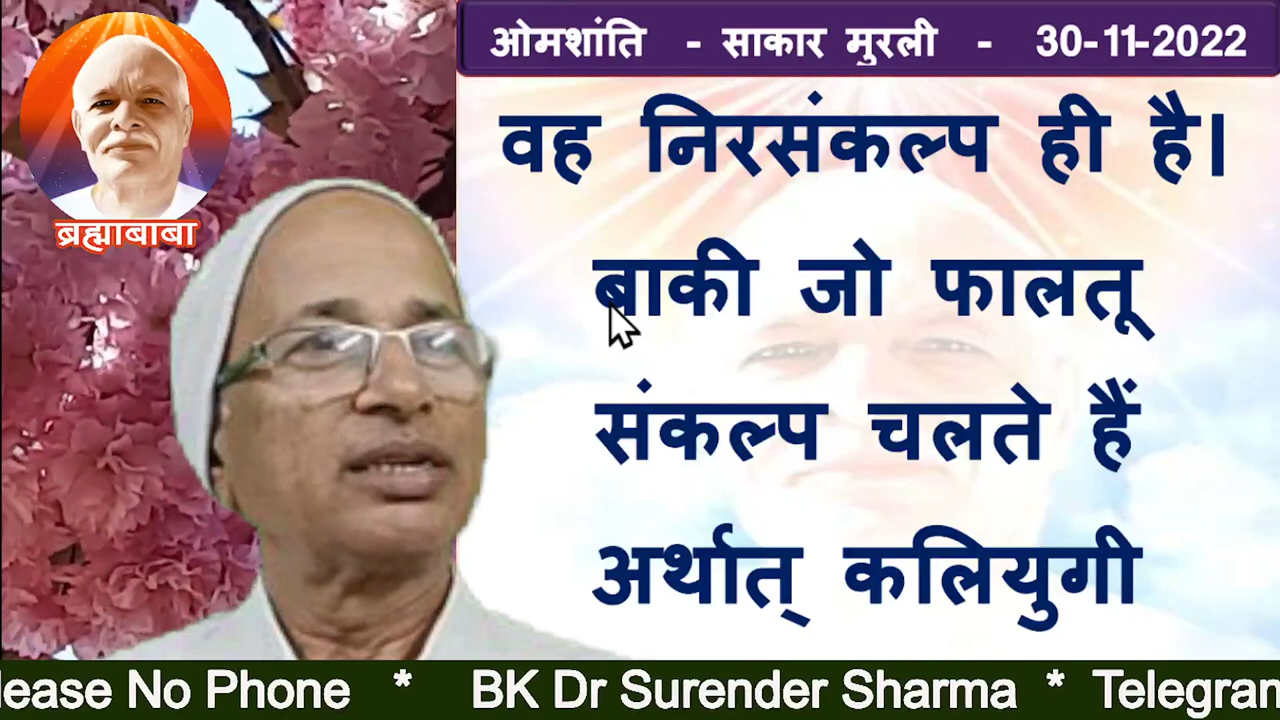 ओमशांति - साकार मुरली - 30-11-2022
ब्रह्माबाबा
वह निरसंकल्प ही है।
बाकी जो फालतू
संकल्प चलते हैं
अर्थात् कलियुगी
lease No Phone * BK Dr Surender Sharma * Telegram